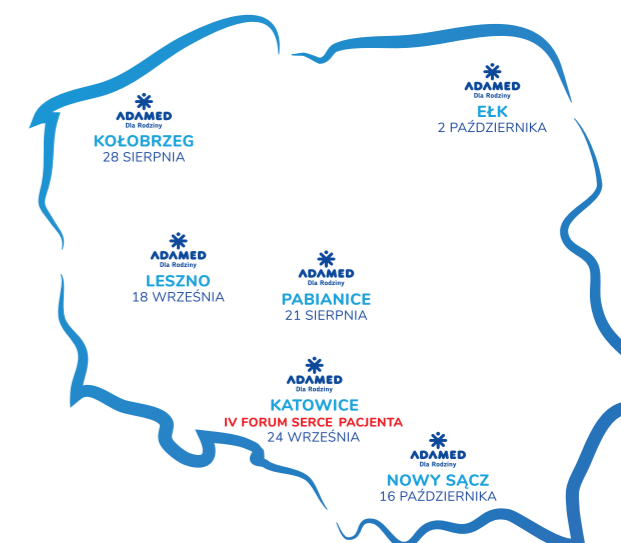 ADAMED
Dla Rodziny
EŁK
2 PAŹDZIERNIKA
ADAMED
Dla Rodziny
KOŁOBRZEG
28 SIERPNIA
ADAMED
Dla Rodziny
LESZNO
18 WRZEŚNIA
ADAMED
Dla Rodziny
PABIANICE
21 SIERPNIA
ADAMED
Dla Rodziny
KATOWICE
IV FORUM SERCE PACJENTA
24 WRZEŚNIA
ADAMED
Dla Rodziny
NOWY SĄCZ
16 PAŹDZIERNIKA